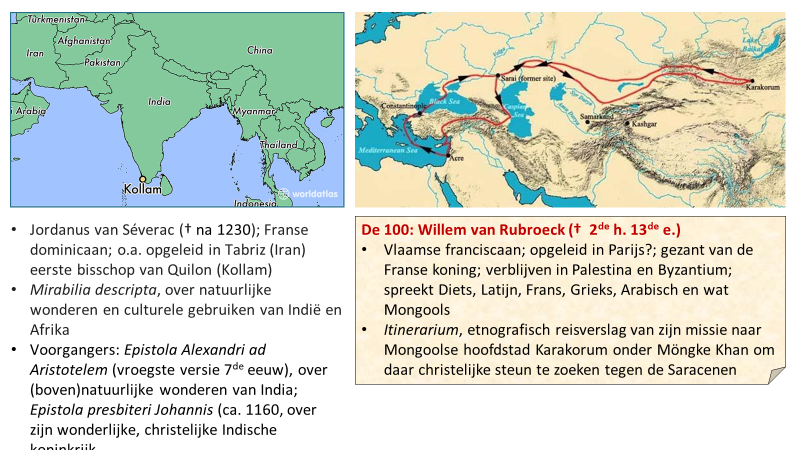 Turkmenistan
Afghanistan
Iran
Pakistan
China
India
Arabia
Myanmar
Thailand
Kollam
worldatlas
Indonesia
Lake
Baikal
Volga
Sarai (former site)
Karakorum
Constantinople
Black Sea
Caspian
Sea
Samarkand
Kashgar
Mediterranean Sea
Acre
• Jordanus van Séverac († na 1230); Franse
dominicaan; o.a. opgeleid in Tabriz (Iran)
eerste bisschop van Quilon (Kollam)
• Mirabilia descripta, over natuurlijke
wonderen en culturele gebruiken van Indië en
Afrika
• Voorgangers: Epistola Alexandri ad
Aristotelem (vroegste versie 7de eeuw), over
(boven)natuurlijke wonderen van India;
Epistola presbiteri Johannis (ca. 1160, over
zijn wonderlijke, christelijke Indische
koninkrijk
De 100: Willem van Rubroeck († 2de h. 13de e.)
• Vlaamse franciscaan; opgeleid in Parijs?; gezant van de
Franse koning; verblijven in Palestina en Byzantium;
spreekt Diets, Latijn, Frans, Grieks, Arabisch en wat
Mongools
• Itinerarium, etnografisch reisverslag van zijn missie naar
Mongoolse hoofdstad Karakorum onder Möngke Khan om
daar christelijke steun te zoeken tegen de Saracenen